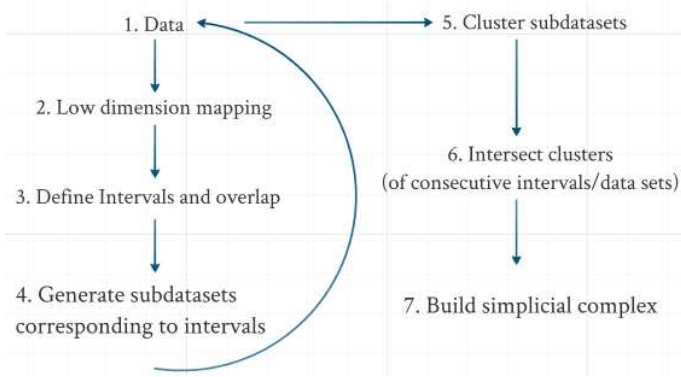 1. Data
2. Low dimension mapping
3. Define Intervals and overlap
4. Generate subdatasets
corresponding to intervals
5. Cluster subdatasets
6. Intersect clusters
(of consecutive intervals/data sets)
7. Build simplicial complex